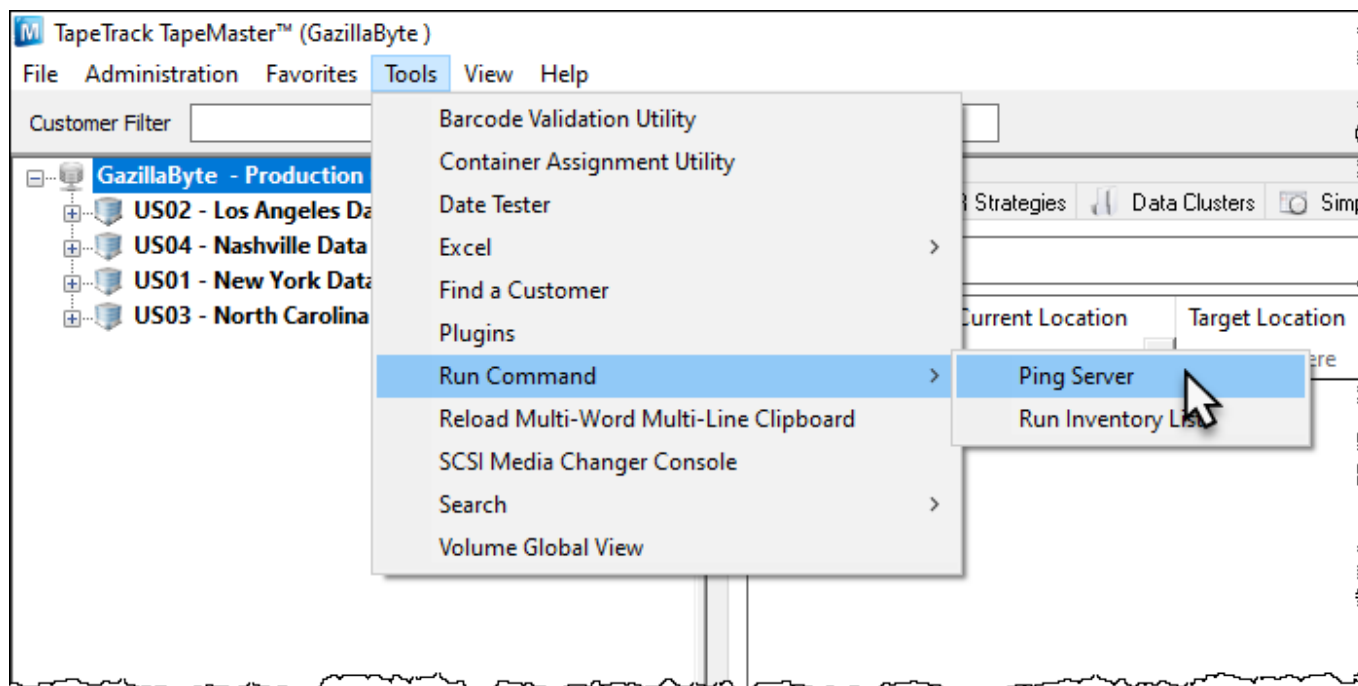 TapeTrack TapeMaster™ (GazillaByte )
File Administration Favorites Tools View Help
Customer Filter
GazillaByte - Production
US02 - Los Angeles
US04 - Nashville Data
US01 - New York
US03 - North Carolina
Barcode Validation Utility
Container Assignment Utility
Date Tester
Excel
Find a Customer
Plugins
Run Command
Reload Multi-Word Multi-Line Clipboard
SCSI Media Changer Console
Search
Volume Global View
Strategies Data Clusters
Current Location Target Location
Ping Server
Run Inventory